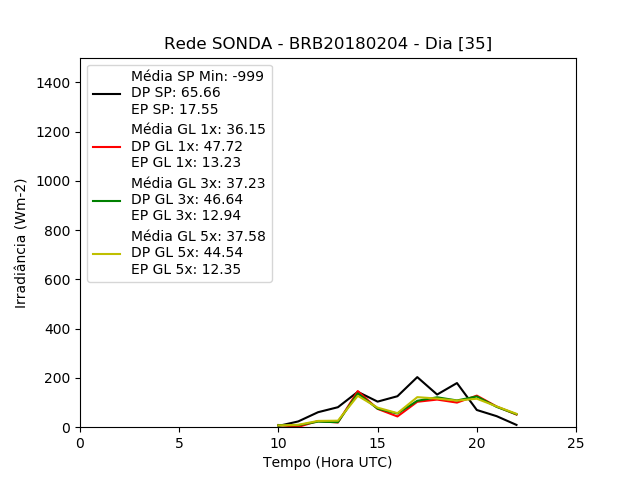 Rede SONDA - BRB20180204 - Dia [35]
Irradiância (Wm-2)
1400
1200
1000
800
600
400
200
0
Média SP Min: -999
DP SP: 65.66
EP SP: 17.55
Média GL 1x: 36.15
DP GL 1x: 47.72
EP GL 1x: 13.23
Média GL 3x: 37.23
DP GL 3x: 46.64
EP GL 3x: 12.94
Média GL 5x: 37.58
DP GL 5x: 44.54
EP GL 5x: 12.35
0 5 10 15 20 25
Tempo (Hora UTC)